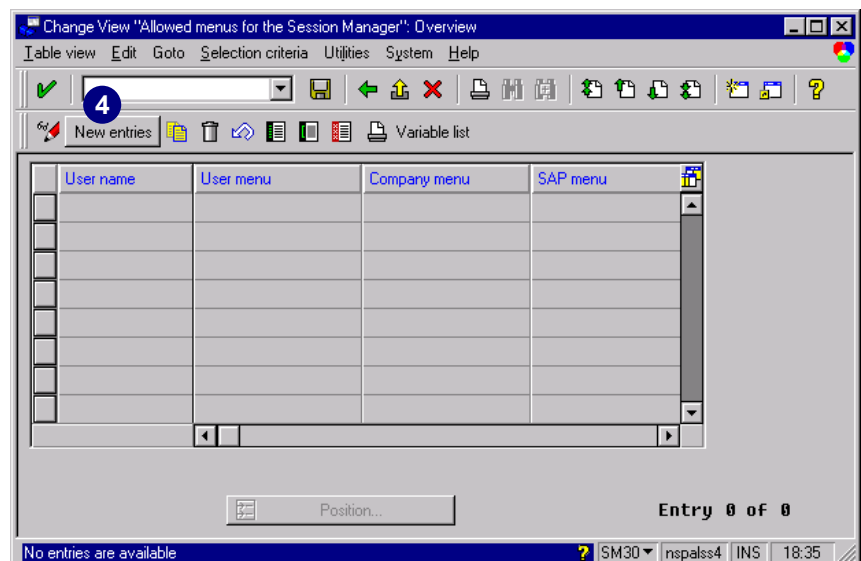 Change View "Allowed menus for the Session Manager": Overview
Table view Edit Goto Selection criteria Utilities System Help
4
New entries Variable list
User name User menu Company menu SAP menu
Position...
Entry 0 of 0
No entries are available SM30 nspalss4 INS 18:35